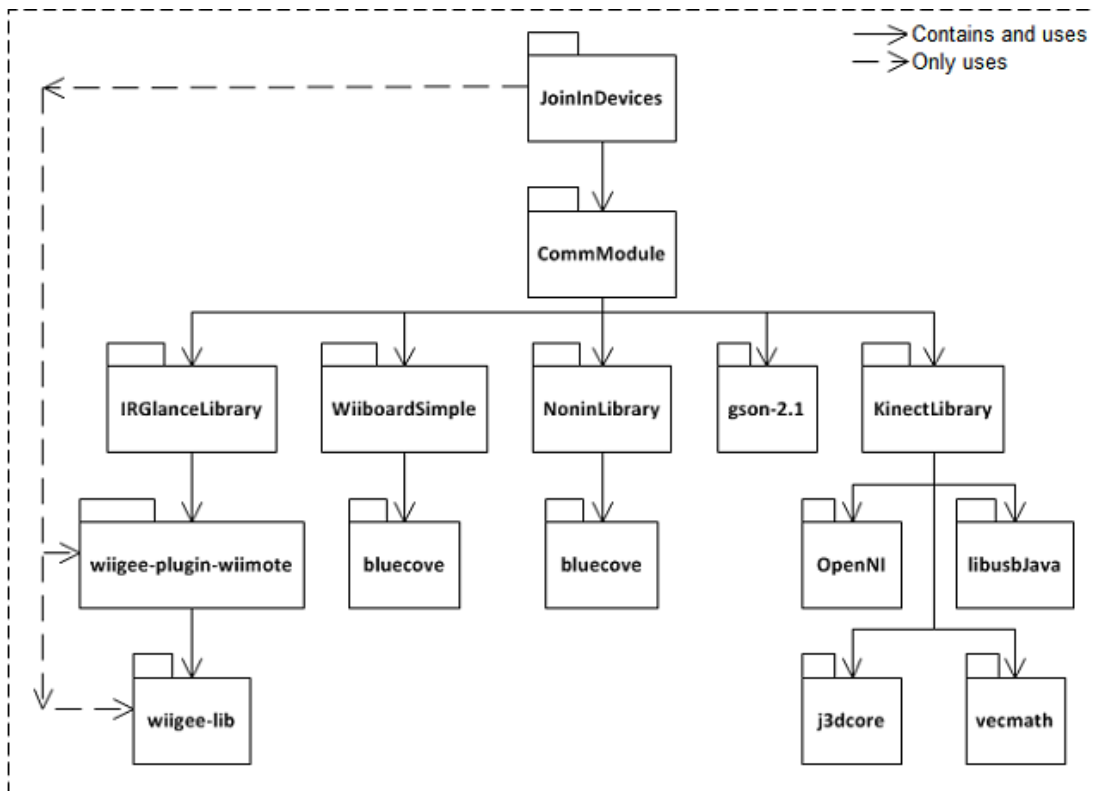 Contains and uses
Only uses
JoinInDevices
CommModule
IRGlanceLibrary
WiiboardSimple
NoninLibrary
gson-2.1
KinectLibrary
wiigee-plugin-wiimote
bluecove
bluecove
OpenNI
libusbJava
wiigee-lib
j3dcore
vecmath